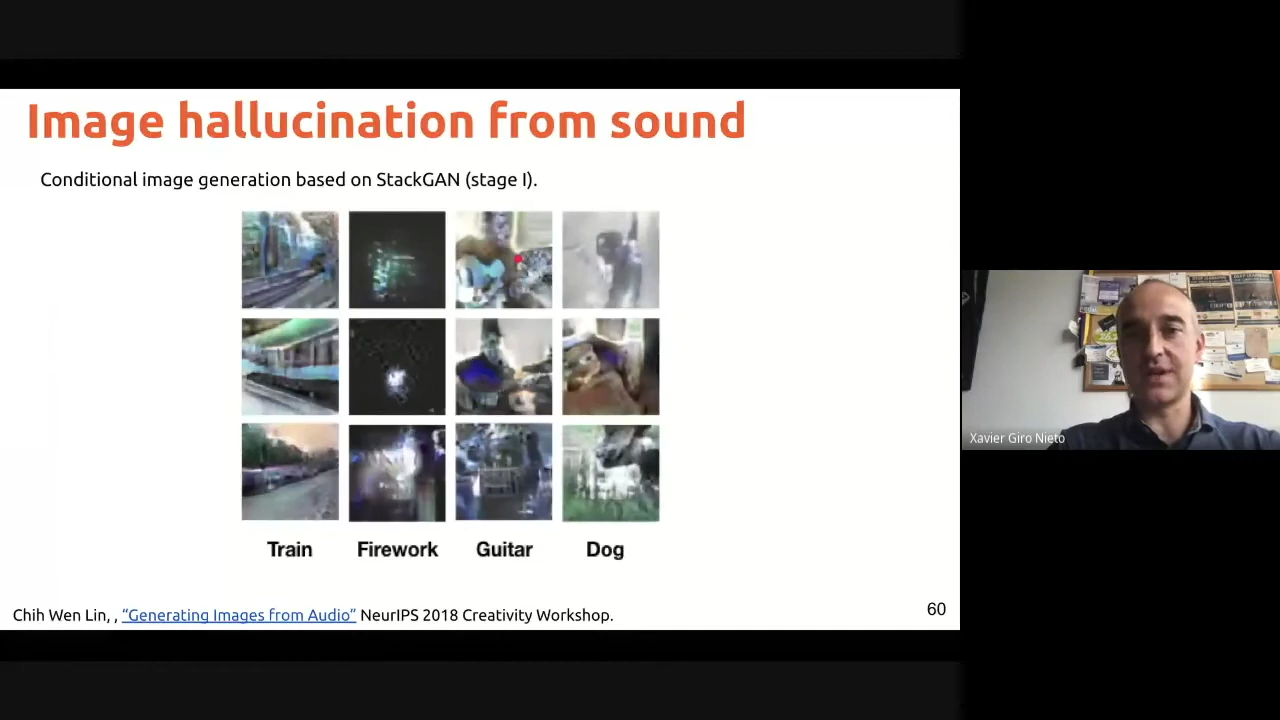 Image hallucination from sound
Conditional image generation based on StackGAN (stage I).
Train Firework Guitar Dog
Chih Wen Lin, , “Generating Images from Audio” NeurIPS 2018 Creativity Workshop.
60
Xavier Giro Nieto